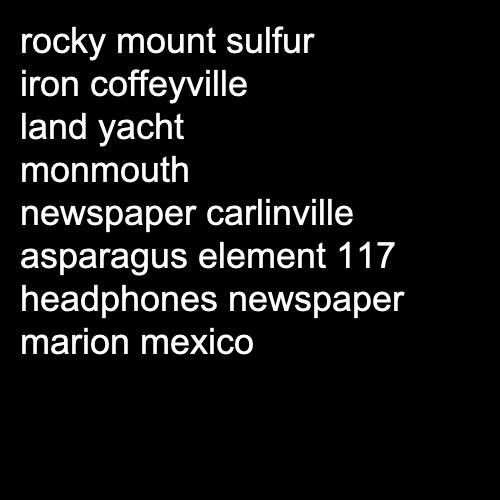 rocky mount sulfur
iron coffeyville
land yacht
monmouth
newspaper carlinville
asparagus element 117
headphones newspaper
marion mexico